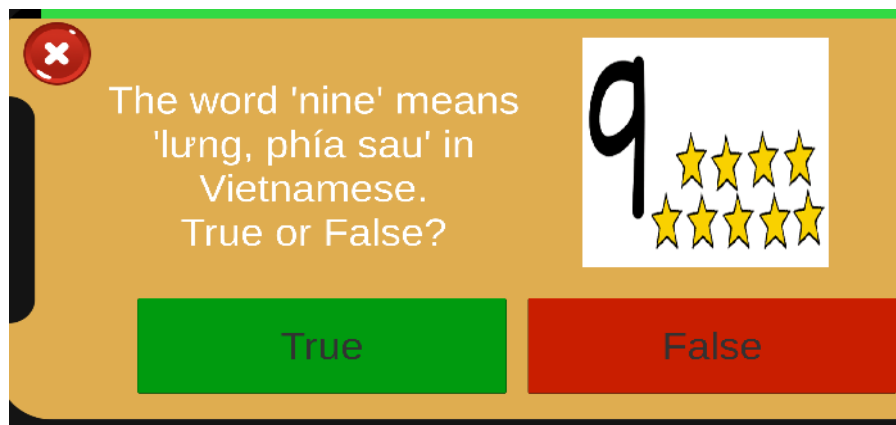 The word 'nine' means
'lưng, phía sau' in
Vietnamese.
True or False?
9
True
False